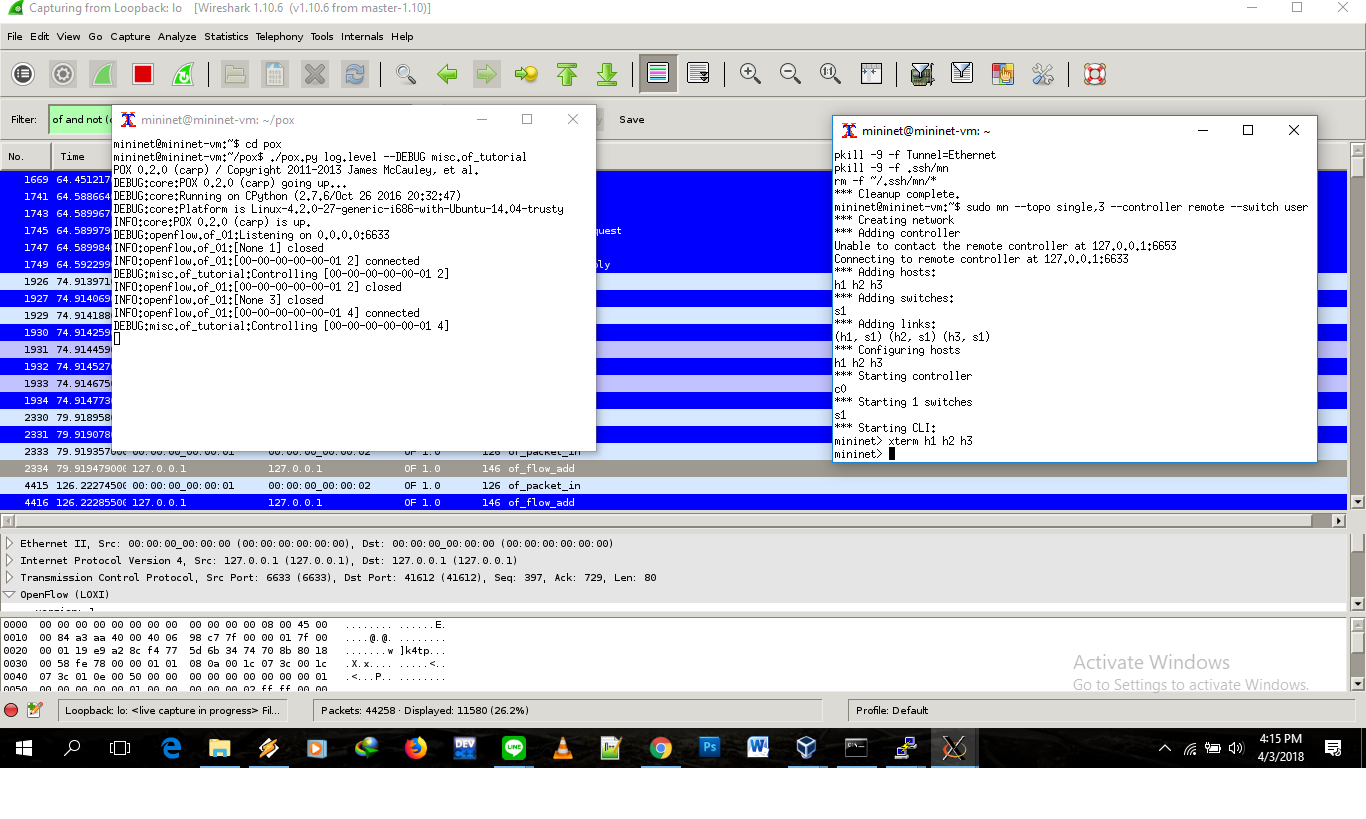 Capturing from Loopback: lo   [Wireshark 1.10.6  (v1.10.6 from master-1.10)]
File Edit View Go Capture Analyze Statistics Telephony Tools Internals Help
Filter: of and not ( Save
mininet@mininet-vm: ~/pox
mininet@mininet-vm:~$ cd pox
mininet@mininet-vm:~/pox$ ./pox.py log.level --DEBUG misc.of_tutorial
POX 0.2.0 (carp) / Copyright 2011-2013 James McCauley, et al.
DEBUG:core:POX 0.2.0 (carp) going up...
DEBUG:core:Running on CPython (2.7.6/Oct 26 2016 20:32:47)
DEBUG:core:Platform is Linux-4.2.0-27-generic-i686-with-Ubuntu-14.04-trusty
INFO:core:POX 0.2.0 (carp) is up.
DEBUG:openflow.of_01:Listening on 0.0.0.0:6633
INFO:openflow.of_01:[None 1] closed
INFO:openflow.of_01:[00-00-00-00-00-01 2] connected
DEBUG:misc.of_tutorial:Controlling [00-00-00-00-00-01 2]
INFO:openflow.of_01:[00-00-00-00-00-01 2] closed
INFO:openflow.of_01:[None 3] closed
INFO:openflow.of_01:[00-00-00-00-00-01 4] connected
DEBUG:misc.of_tutorial:Controlling [00-00-00-00-00-01 4]
mininet@mininet-vm: ~
pkill -9 -f Tunnel=Ethernet
pkill -9 -f .ssh/mn
rm -f ~/.ssh/mn/*
*** Cleanup complete.
mininet@mininet-vm:~$ sudo mn --topo single,3 --controller remote --switch user
*** Creating network
*** Adding controller
Unable to contact the remote controller at 127.0.0.1:6653
Connecting to remote controller at 127.0.0.1:6633
*** Adding hosts:
h1 h2 h3
*** Adding switches:
s1
*** Adding links:
(h1, s1) (h2, s1) (h3, s1)
*** Configuring hosts
h1 h2 h3
*** Starting controller
c0
*** Starting 1 switches
s1
*** Starting CLI:
mininet> xterm h1 h2 h3
mininet>
No. Time
1669 64.451217
1741 64.588664
1743 64.589967
1745 64.589979 quest
1747 64.589984
1749 64.592299 ply
1926 74.913971
1927 74.914069
1929 74.914188
1930 74.914259
1931 74.914459
1932 74.914527
1933 74.914675
1934 74.914773
2330 79.918958
2331 79.919078
2333 79.919357000 00:00:00_00:00:01 00:00:00_00:00:02 OF 1.0 126 of_packet_in
2334 79.919479000 127.0.0.1 127.0.0.1 OF 1.0 146 of_flow_add
4415 126.22274500 00:00:00_00:00:01 00:00:00_00:00:02 OF 1.0 126 of_packet_in
4416 126.22285500 127.0.0.1 127.0.0.1 OF 1.0 146 of_flow_add
Ethernet II, Src: 00:00:00_00:00:00 (00:00:00:00:00:00), Dst: 00:00:00_00:00:00 (00:00:00:00:00:00)
Internet Protocol Version 4, Src: 127.0.0.1 (127.0.0.1), Dst: 127.0.0.1 (127.0.0.1)
Transmission Control Protocol, Src Port: 6633 (6633), Dst Port: 41612 (41612), Seq: 397, Ack: 729, Len: 80
OpenFlow (LOXI)
0000  00 00 00 00 00 00 00 00  00 00 00 00 08 00 45 00   ........ ......E.
0010  00 84 a3 aa 40 00 40 06  98 c7 7f 00 00 01 7f 00   ....@.@. ........
0020  00 01 19 e9 a2 8c f4 77  5d 6b 34 74 70 8b 80 18   .......w ]k4tp...
0030  00 58 fe 78 00 00 01 01  08 0a 00 1c 07 3c 00 1c   .X.x.... .....<..
0040  07 3c 01 0e 00 50 00 00  00 00 00 00 00 00 00 01   .<...P.. ........
0050  00 00 00 00 00 01 00 00  00 00 00 02 ff ff 00 00
Activate Windows
Go to Settings to activate Windows.
Loopback: lo: <live capture in progress> Fil... Packets: 44258 · Displayed: 11580 (26.2%) Profile: Default
DEV
LINE
Ps
W
4:15 PM
4/3/2018